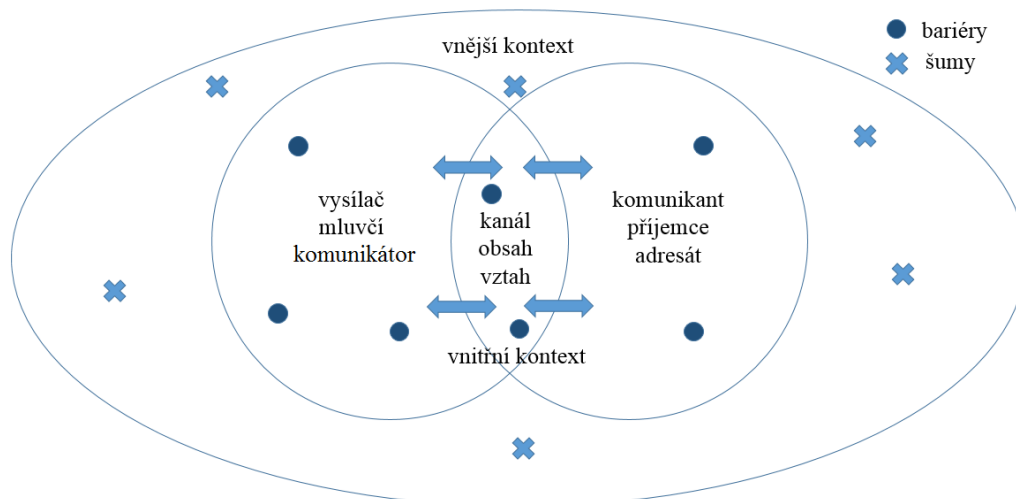 vnější kontext
bariéry
šumy
vysílač
mluvčí
komunikátor
kanál
obsah
vztah
komunikant
příjemce
adresát
vnitřní kontext